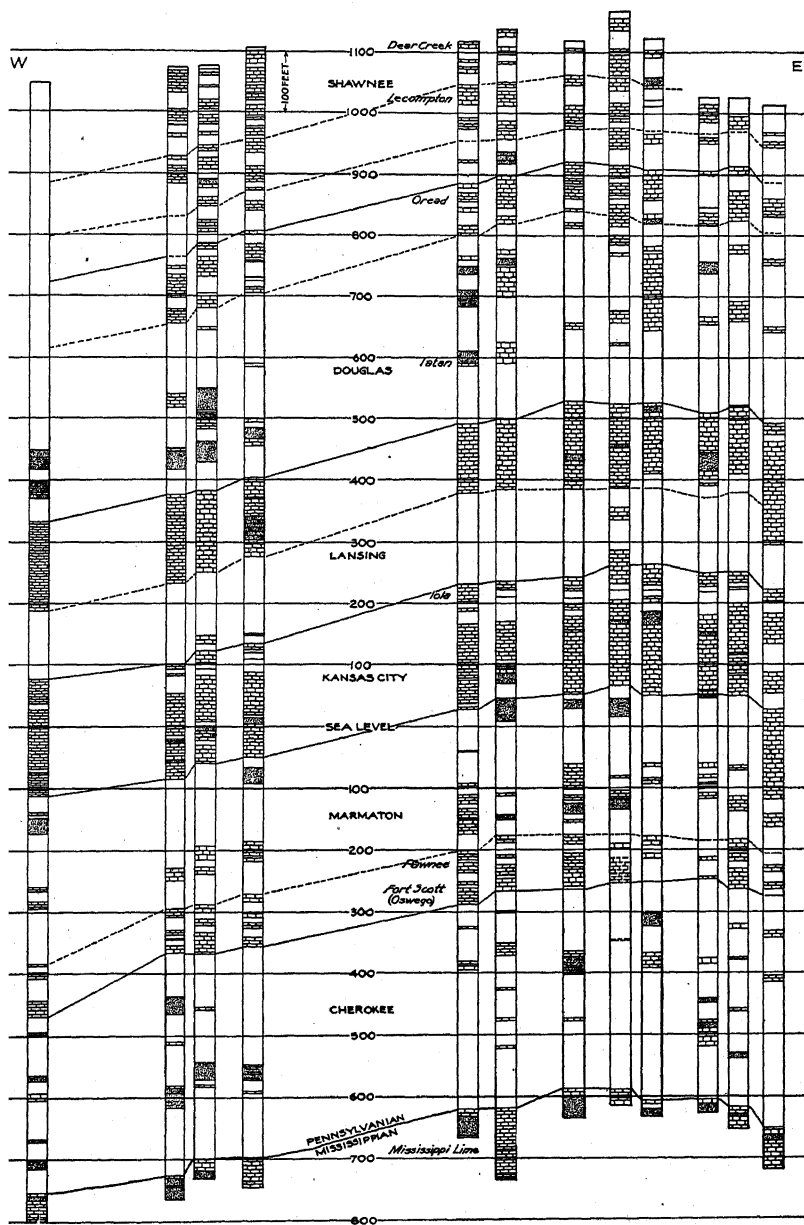 W
E
1100
Deer Creek
100 FEET
SHAWNEE
Lecompton
1000
900
Oread
800
700
600
Iatan
DOUGLAS
500
400
300
LANSING
200
Iola
100
KANSAS CITY
SEA LEVEL
100
MARMATON
200
Pawnee
Fort Scott
(Oswego)
300
400
CHEROKEE
500
600
PENNSYLVANIAN
MISSISSIPPIAN
Mississippi Lime
700
800